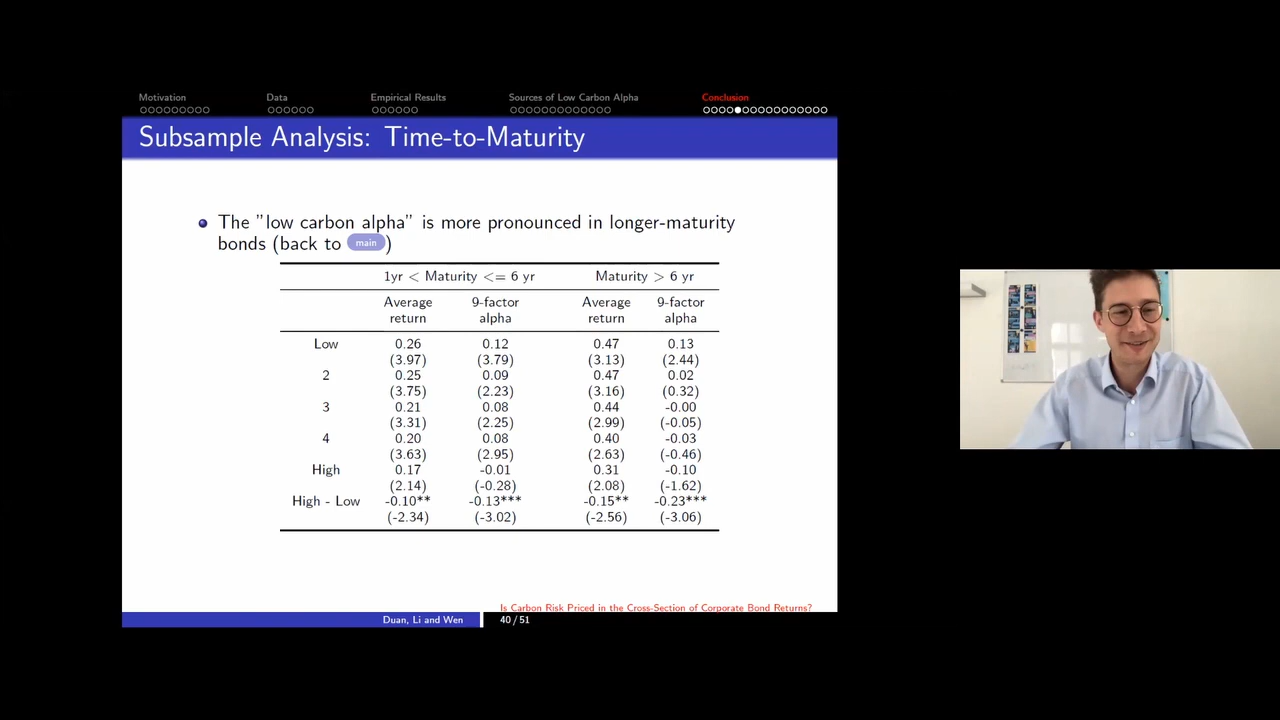 Motivation Data Empirical Results Sources of Low Carbon Alpha Conclusion
Subsample Analysis: Time-to-Maturity
The "low carbon alpha" is more pronounced in longer-maturity
bonds (back to main)
1yr < Maturity <= 6 yr Maturity > 6 yr
Average 9-factor Average 9-factor
return alpha return alpha
Low 0.26 0.12 0.47 0.13
(3.97) (3.79) (3.13) (2.44)
2 0.25 0.09 0.47 0.02
(3.75) (2.23) (3.16) (0.32)
3 0.21 0.08 0.44 -0.00
(3.31) (2.25) (2.99) (-0.05)
4 0.20 0.08 0.40 -0.03
(3.63) (2.95) (2.63) (-0.46)
High 0.17 -0.01 0.31 -0.10
(2.14) (-0.28) (2.08) (-1.62)
High - Low -0.10** -0.13*** -0.15** -0.23***
(-2.34) (-3.02) (-2.56) (-3.06)
Is Carbon Risk Priced in the Cross-Section of Corporate Bond Returns?
Duan, Li and Wen 40 / 51